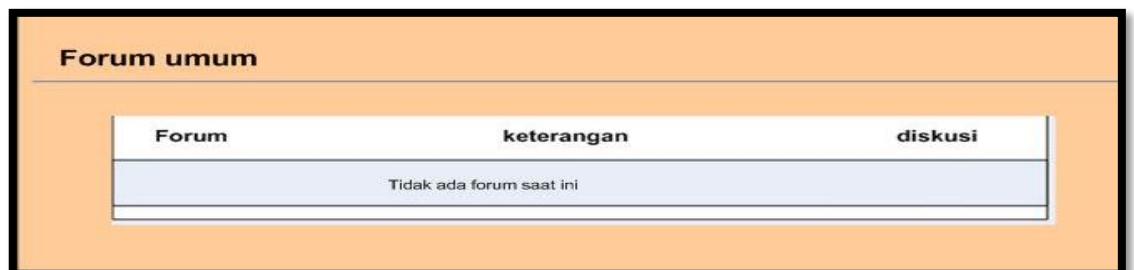 Forum umum
Forum keterangan diskusi
Tidak ada forum saat ini